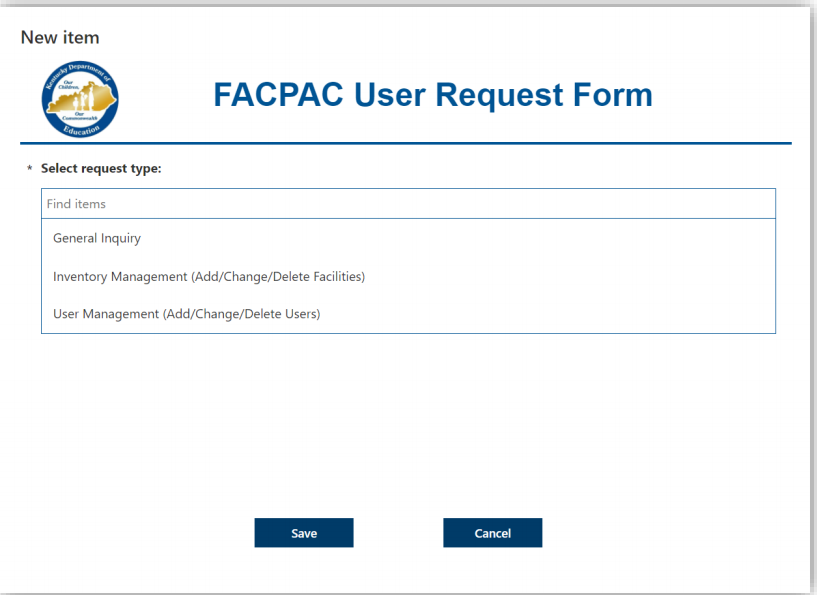 New item
Kentucky Department of
Our
Children,
Our
Commonwealth
Education
FACPAC User Request Form
* Select request type:
Find items
General Inquiry
Inventory Management (Add/Change/Delete Facilities)
User Management (Add/Change/Delete Users)
Save
Cancel